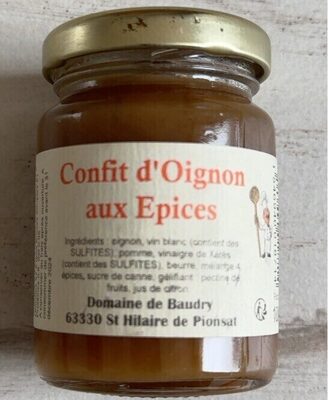 Confit d'Oignon
aux Epices
Ingrédients : oignon, vin blanc (contient des
SULFITES), pomme, vinaigre de Xérès
(contient des SULFITES), beurre, mélange 4
épices, sucre de canne, gélifiant : pectine de
fruits, jus de citron.
Domaine de Baudry
63330 St Hilaire de Pionsat